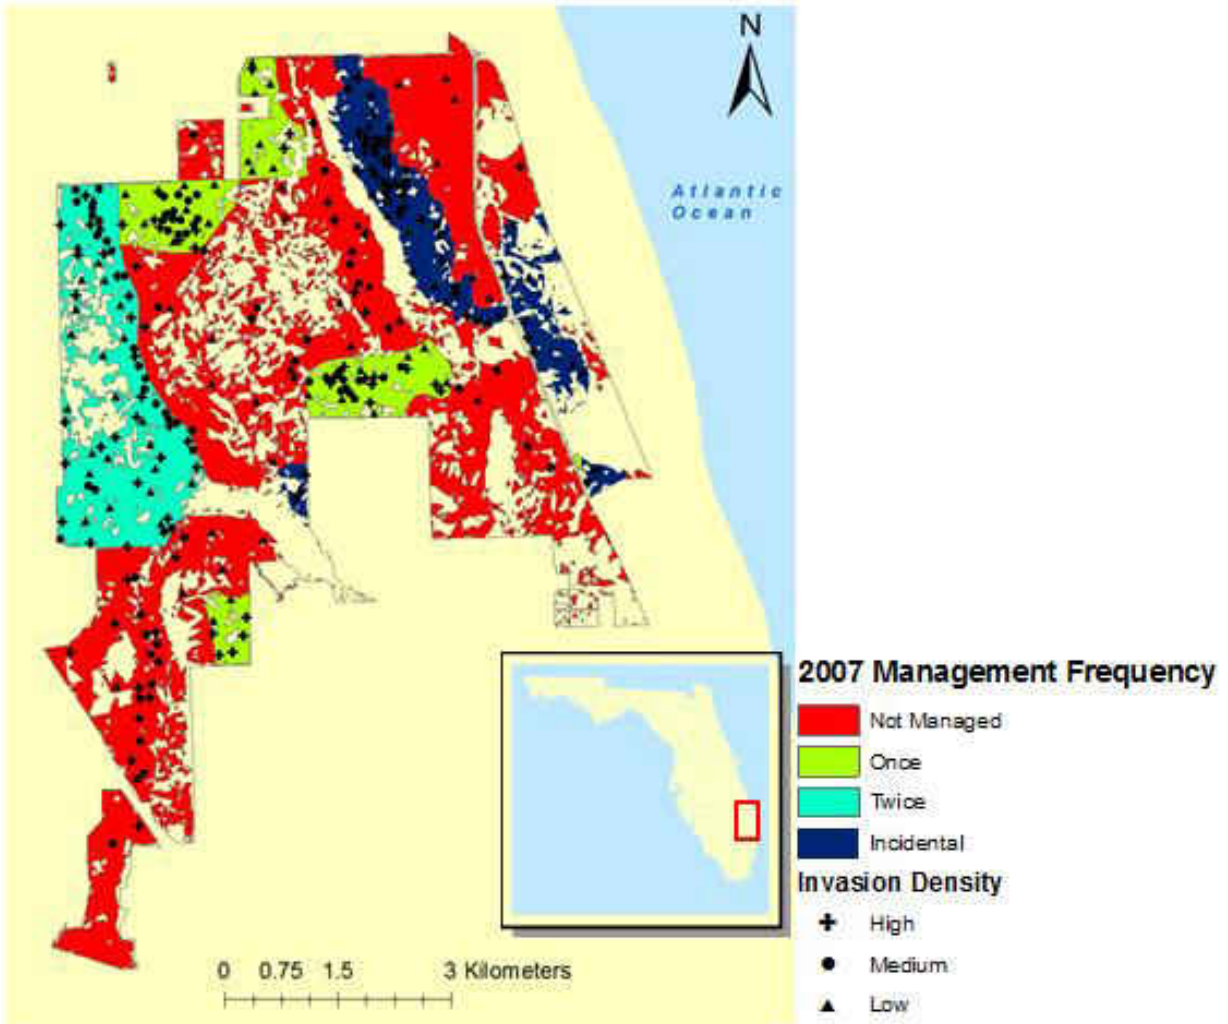 N
Atlantic
Ocean
2007 Management Frequency
Not Managed
Once
Twice
Incidental
Invasion Density
High
Medium
Low
0 0.75 1.5 3 Kilometers